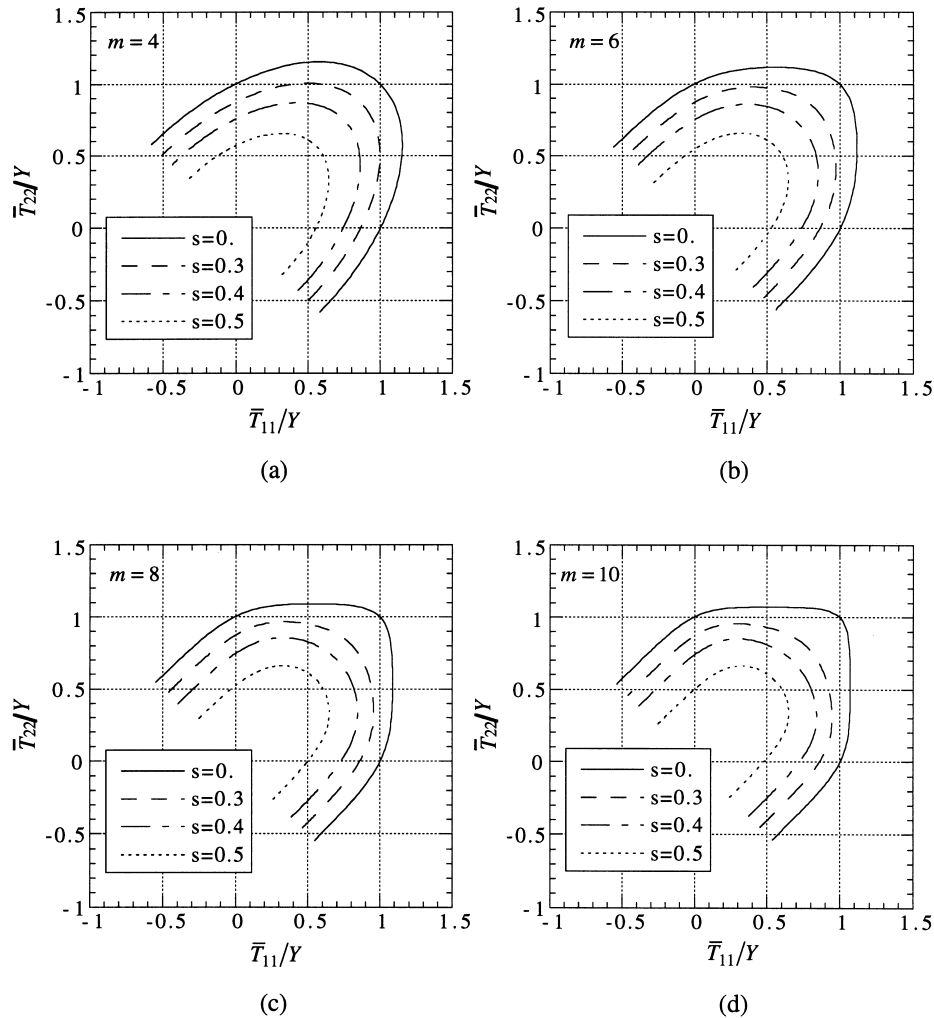 1.5
m = 4
1
0.5
0
-0.5
-1
T̅22/Y
s=0.
s=0.3
s=0.4
s=0.5
-1 -0.5 0 0.5 1 1.5
T̅11/Y
(a)
1.5
m = 6
1
0.5
0
-0.5
-1
T̅22/Y
s=0.
s=0.3
s=0.4
s=0.5
-1 -0.5 0 0.5 1 1.5
T̅11/Y
(b)
1.5
m = 8
1
0.5
0
-0.5
-1
T̅22/Y
s=0.
s=0.3
s=0.4
s=0.5
-1 -0.5 0 0.5 1 1.5
T̅11/Y
(c)
1.5
m = 10
1
0.5
0
-0.5
-1
T̅22/Y
s=0.
s=0.3
s=0.4
s=0.5
-1 -0.5 0 0.5 1 1.5
T̅11/Y
(d)